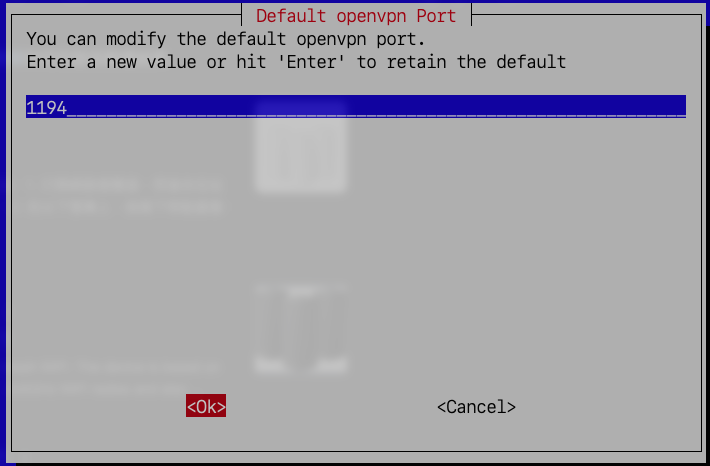 Default openvpn Port
You can modify the default openvpn port.
Enter a new value or hit 'Enter' to retain the default
1194
<Ok>
<Cancel>